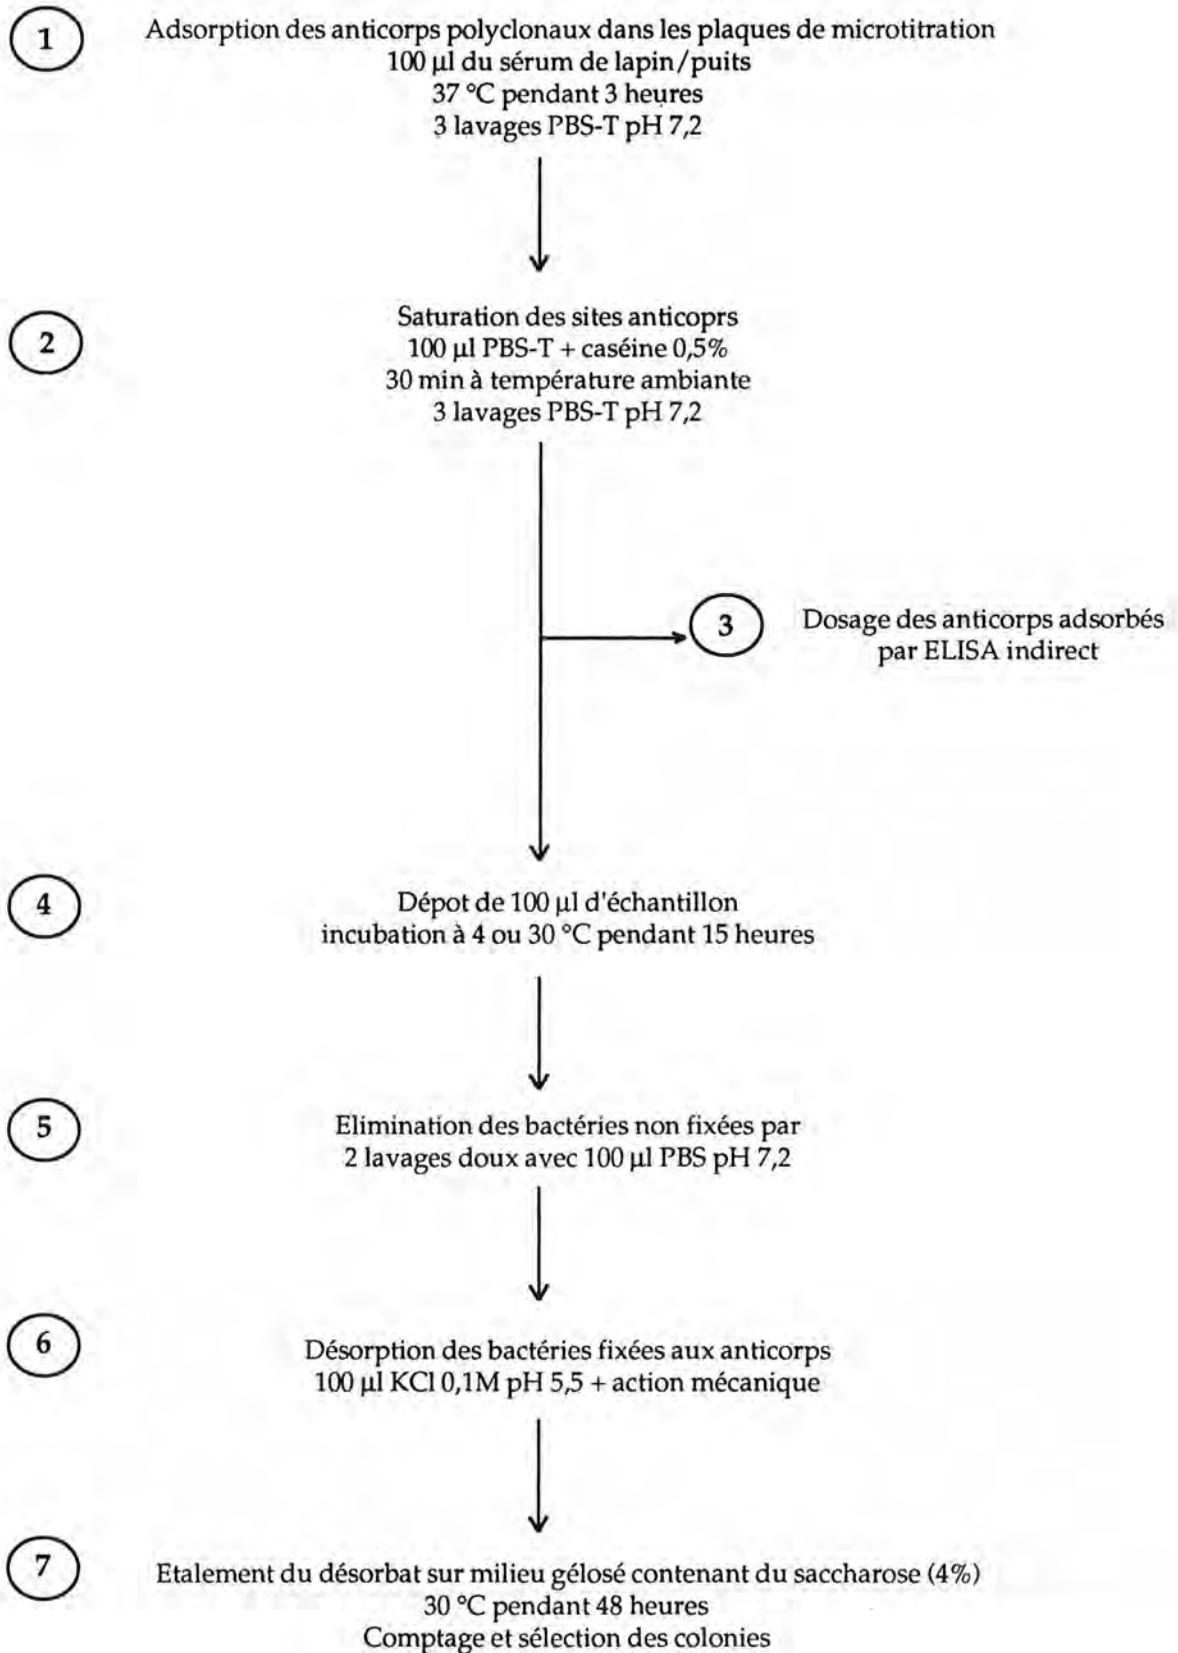 1
Adsorption des anticorps polyclonaux dans les plaques de microtitration
100 µl du sérum de lapin/puits
37 °C pendant 3 heures
3 lavages PBS-T pH 7,2
2
Saturation des sites anticoprs
100 µl PBS-T + caséine 0,5%
30 min à température ambiante
3 lavages PBS-T pH 7,2
3
Dosage des anticorps adsorbés
par ELISA indirect
4
Dépot de 100 µl d'échantillon
incubation à 4 ou 30 °C pendant 15 heures
5
Elimination des bactéries non fixées par
2 lavages doux avec 100 µl PBS pH 7,2
6
Désorption des bactéries fixées aux anticorps
100 µl KCl 0,1M pH 5,5 + action mécanique
7
Etalement du désorbat sur milieu gélosé contenant du saccharose (4%)
30 °C pendant 48 heures
Comptage et sélection des colonies